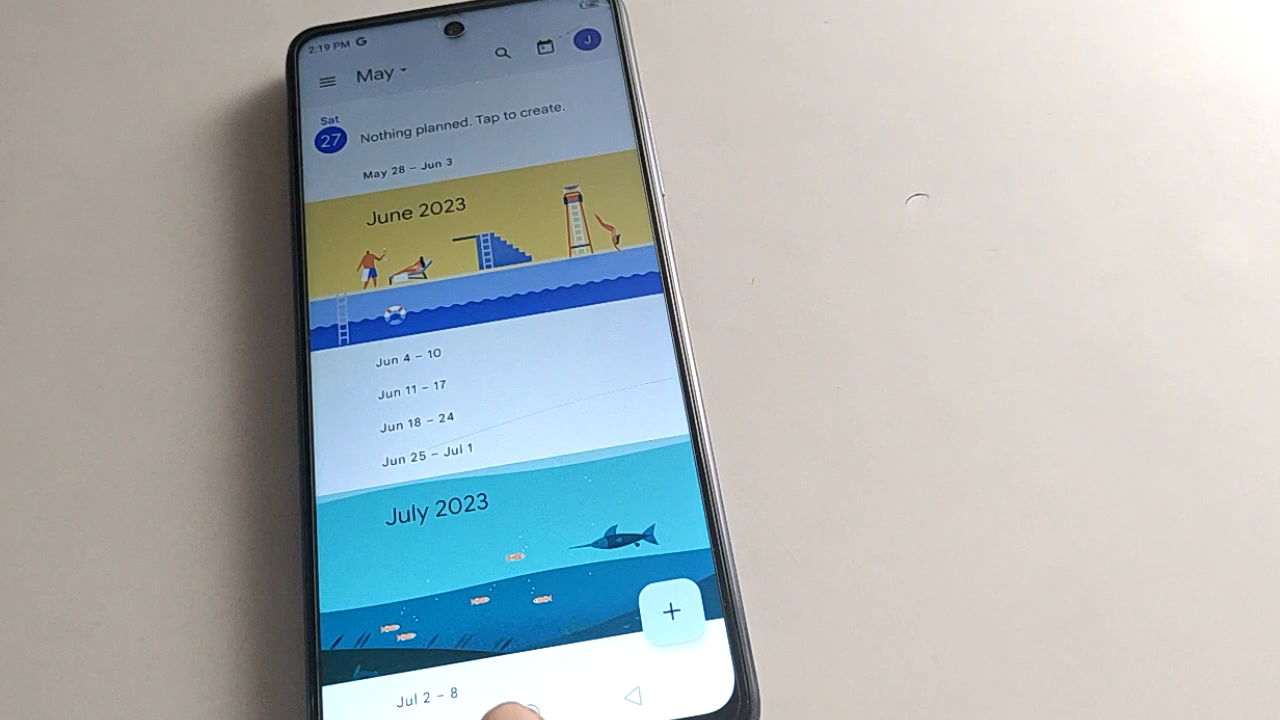 2:19 PM G
May
J
Sat
27
Nothing planned. Tap to create.
May 28 – Jun 3
June 2023
Jun 4 – 10
Jun 11 – 17
Jun 18 – 24
Jun 25 – Jul 1
July 2023
+
Jul 2 – 8